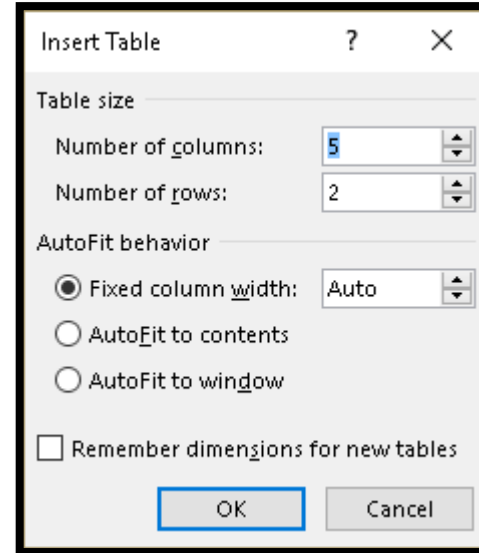 Insert Table ? ×
Table size
Number of columns: 5
Number of rows: 2
AutoFit behavior
Fixed column width: Auto
AutoFit to contents
AutoFit to window
Remember dimensions for new tables
OK Cancel